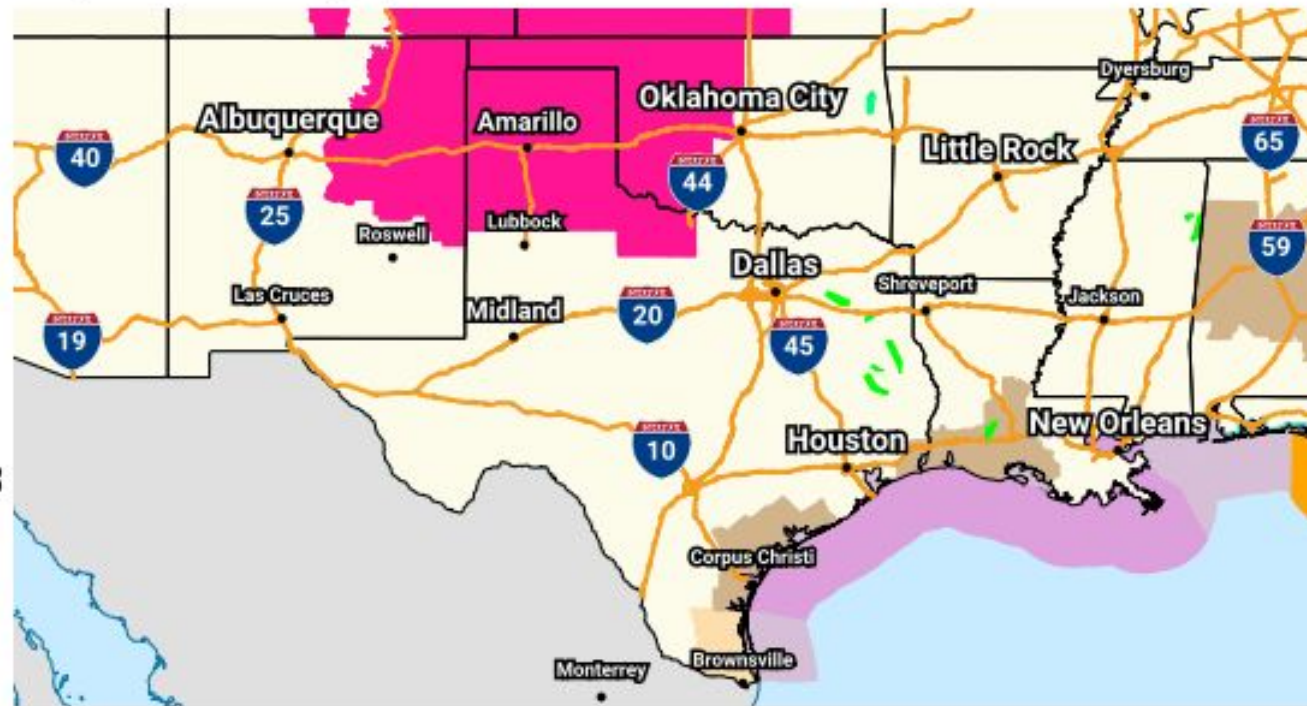 Dyersburg
Oklahoma City
Albuquerque
Amarillo
40
65
Little Rock
44
25
Lubbock
Roswell
59
Dallas
Shreveport
Las Cruces
Jackson
Midland
20
19
45
New Orleans
Houston
10
Corpus Christi
Brownsville
Monterrey